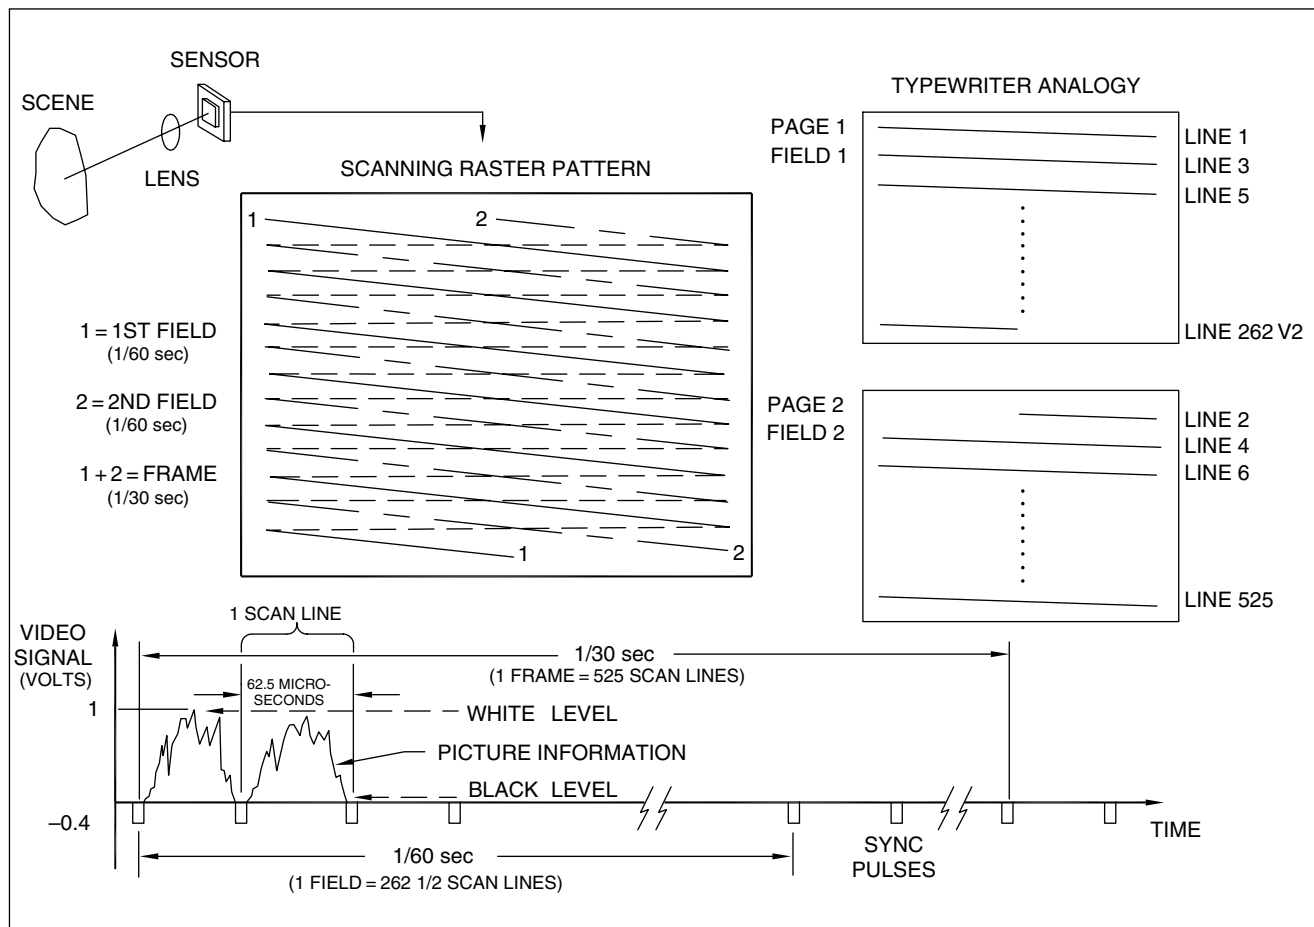 SENSOR
SCENE
LENS
SCANNING RASTER PATTERN
1
2
1 = 1ST FIELD
(1/60 sec)
2 = 2ND FIELD
(1/60 sec)
1 + 2 = FRAME
(1/30 sec)
1
2
TYPEWRITER ANALOGY
PAGE 1
FIELD 1
LINE 1
LINE 3
LINE 5
LINE 262 V2
PAGE 2
FIELD 2
LINE 2
LINE 4
LINE 6
LINE 525
1 SCAN LINE
VIDEO
SIGNAL
(VOLTS)
1/30 sec
(1 FRAME = 525 SCAN LINES)
62.5 MICRO-
SECONDS
1
WHITE LEVEL
PICTURE INFORMATION
BLACK LEVEL
–0.4
TIME
1/60 sec
(1 FIELD = 262 1/2 SCAN LINES)
SYNC
PULSES